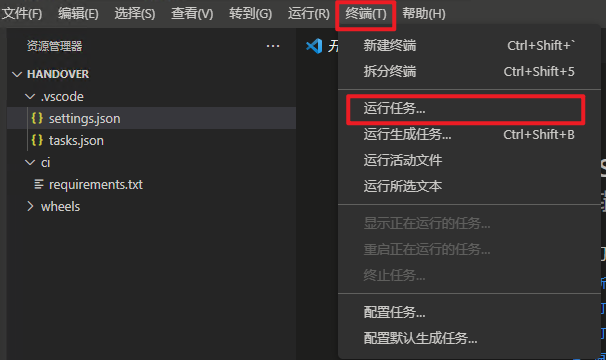 文件(F) 编辑(E) 选择(S) 查看(V) 转到(G) 运行(R) 终端(T) 帮助(H)
资源管理器 ...
HANDOVER
.vscode
{} settings.json
{} tasks.json
ci
requirements.txt
wheels
新建终端 Ctrl+Shift+`
拆分终端 Ctrl+Shift+5
运行任务...
运行生成任务... Ctrl+Shift+B
运行活动文件
运行所选文本
显示正在运行的任务...
重启正在运行的任务...
终止任务...
配置任务...
配置默认生成任务...